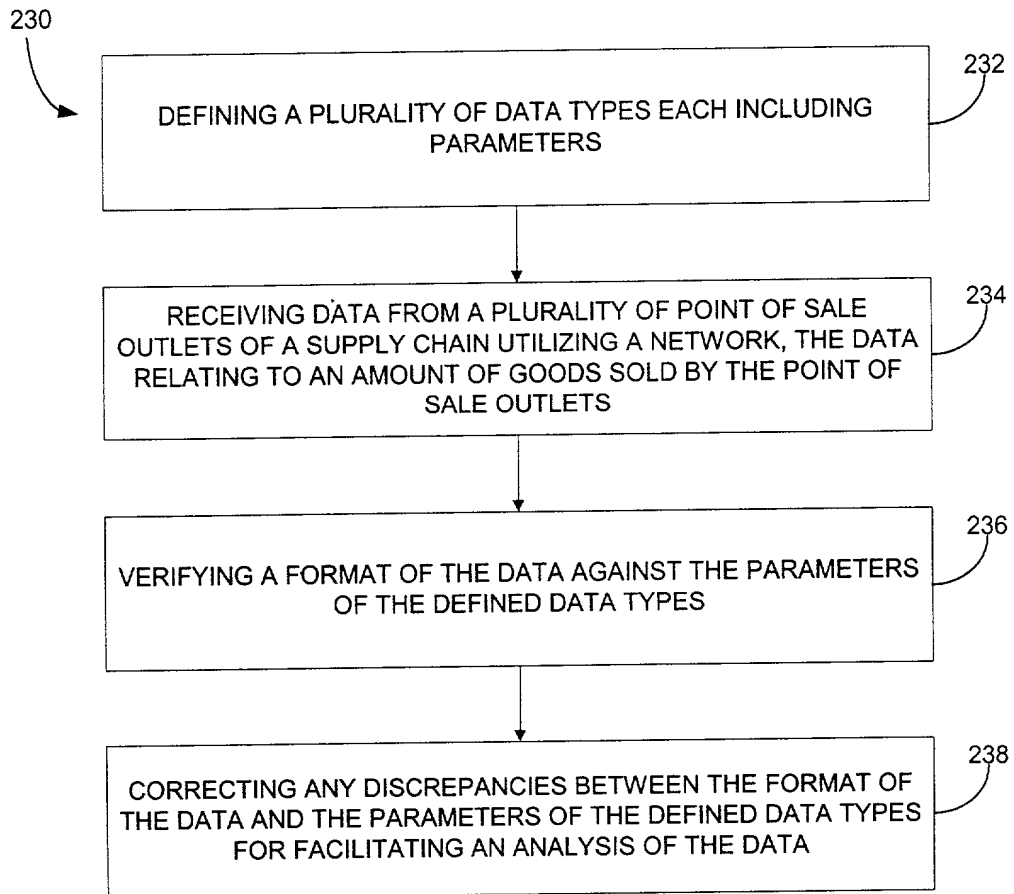 230
232
DEFINING A PLURALITY OF DATA TYPES EACH INCLUDING
PARAMETERS
234
RECEIVING DATA FROM A PLURALITY OF POINT OF SALE
OUTLETS OF A SUPPLY CHAIN UTILIZING A NETWORK, THE DATA
RELATING TO AN AMOUNT OF GOODS SOLD BY THE POINT OF
SALE OUTLETS
236
VERIFYING A FORMAT OF THE DATA AGAINST THE PARAMETERS
OF THE DEFINED DATA TYPES
238
CORRECTING ANY DISCREPANCIES BETWEEN THE FORMAT OF
THE DATA AND THE PARAMETERS OF THE DEFINED DATA TYPES
FOR FACILITATING AN ANALYSIS OF THE DATA